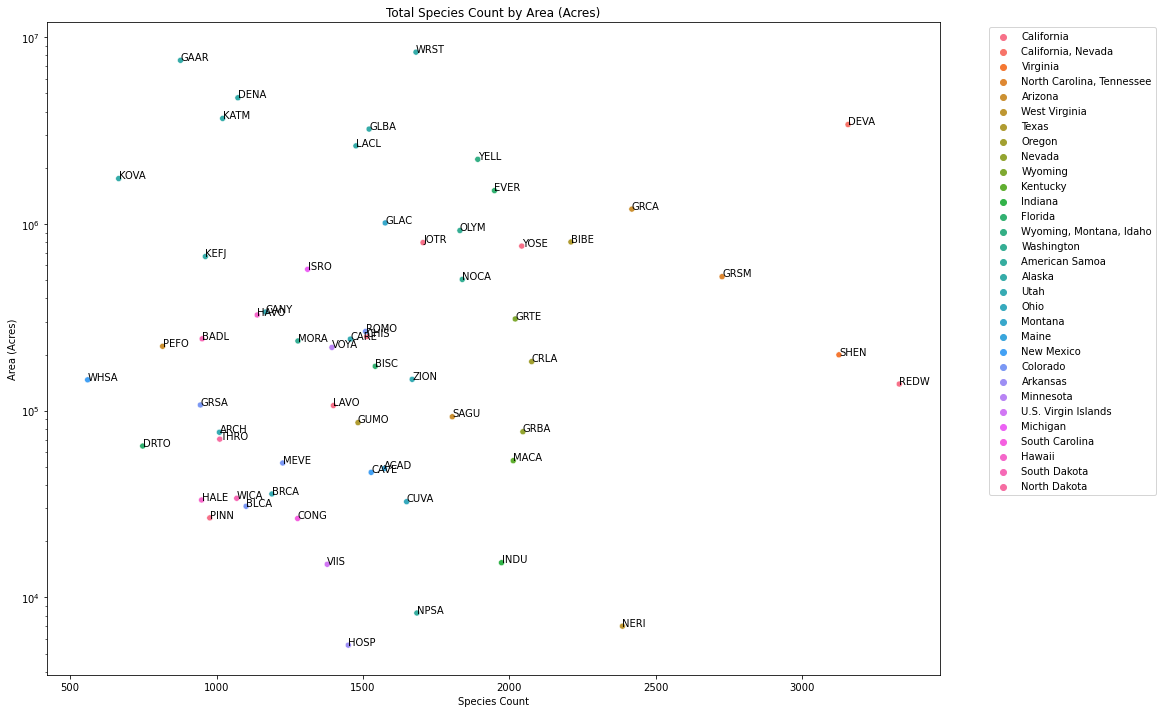 Total Species Count by Area (Acres)
10⁷
10⁶
10⁵
10⁴
Area (Acres)
500
1000
1500
2000
2500
3000
Species Count
WRST
GAAR
DENA
KATM
GLBA
DEVA
LACL
YELL
KOVA
EVER
GRCA
GLAC
OLYM
JOTR
YOSE
BIBE
KEFJ
ISRO
NOCA
GRSM
CANY
HAVO
GRTE
ROMO
CHIS
CARE
BADL
MORA
PEFO
VOYA
SHEN
CRLA
BISC
WHSA
ZION
REDW
GRSA
LAVO
SAGU
GUMO
ARCH
THRO
GRBA
DRTO
MEVE
MACA
ACAD
CAVE
BRCA
HALE
WICA
BLCA
CUVA
PINN
CONG
VIIS
INDU
NPSA
NERI
HOSP
California
California, Nevada
Virginia
North Carolina, Tennessee
Arizona
West Virginia
Texas
Oregon
Nevada
Wyoming
Kentucky
Indiana
Florida
Wyoming, Montana, Idaho
Washington
American Samoa
Alaska
Utah
Ohio
Montana
Maine
New Mexico
Colorado
Arkansas
Minnesota
U.S. Virgin Islands
Michigan
South Carolina
Hawaii
South Dakota
North Dakota